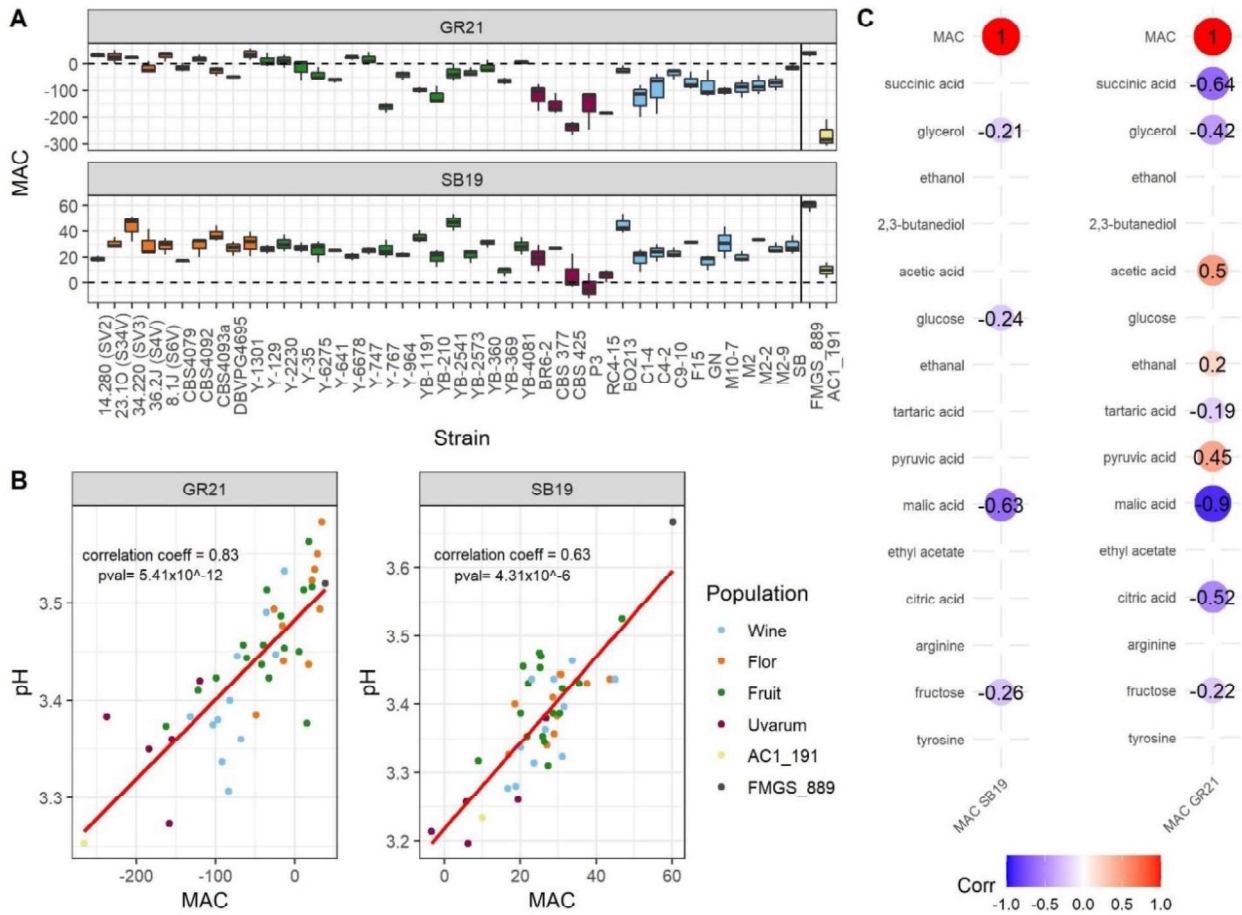 A
GR21
MAC
0
-100
-200
-300
SB19
60
40
20
0
14.280 (SV2)
23.1O (S34V)
34.220 (SV3)
36.2J (S4V)
8.1J (S6V)
CBS4079
CBS4092
CBS4093a
DBVPG4695
Y-1301
Y-129
Y-2230
Y-35
Y-6275
Y-641
Y-6678
Y-747
Y-767
Y-964
YB-1191
YB-210
YB-2541
YB-2573
YB-360
YB-369
YB-4081
BR6-2
CBS 377
CBS 425
P3
RC4-15
BO213
C1-4
C4-2
C9-10
F15
GN
M10-7
M2
M2-2
M2-9
SB
FMGS_889
AC1_191
Strain
B
GR21
correlation coeff = 0.83
pval= 5.41x10^-12
pH
3.5
3.4
3.3
-200
-100
0
MAC
SB19
correlation coeff = 0.63
pval= 4.31x10^-6
pH
3.6
3.5
3.4
3.3
3.2
0
20
40
60
MAC
Population
Wine
Flor
Fruit
Uvarum
AC1_191
FMGS_889
C
MAC 1 MAC 1
succinic acid succinic acid -0.64
glycerol -0.21 glycerol -0.42
ethanol ethanol
2,3-butanediol 2,3-butanediol
acetic acid acetic acid 0.5
glucose -0.24 glucose
ethanal ethanal 0.2
tartaric acid tartaric acid -0.19
pyruvic acid pyruvic acid 0.45
malic acid -0.63 malic acid -0.9
ethyl acetate ethyl acetate
citric acid citric acid -0.52
arginine arginine
fructose -0.26 fructose -0.22
tyrosine tyrosine
MAC SB19 MAC GR21
Corr
-1.0 -0.5 0.0 0.5 1.0